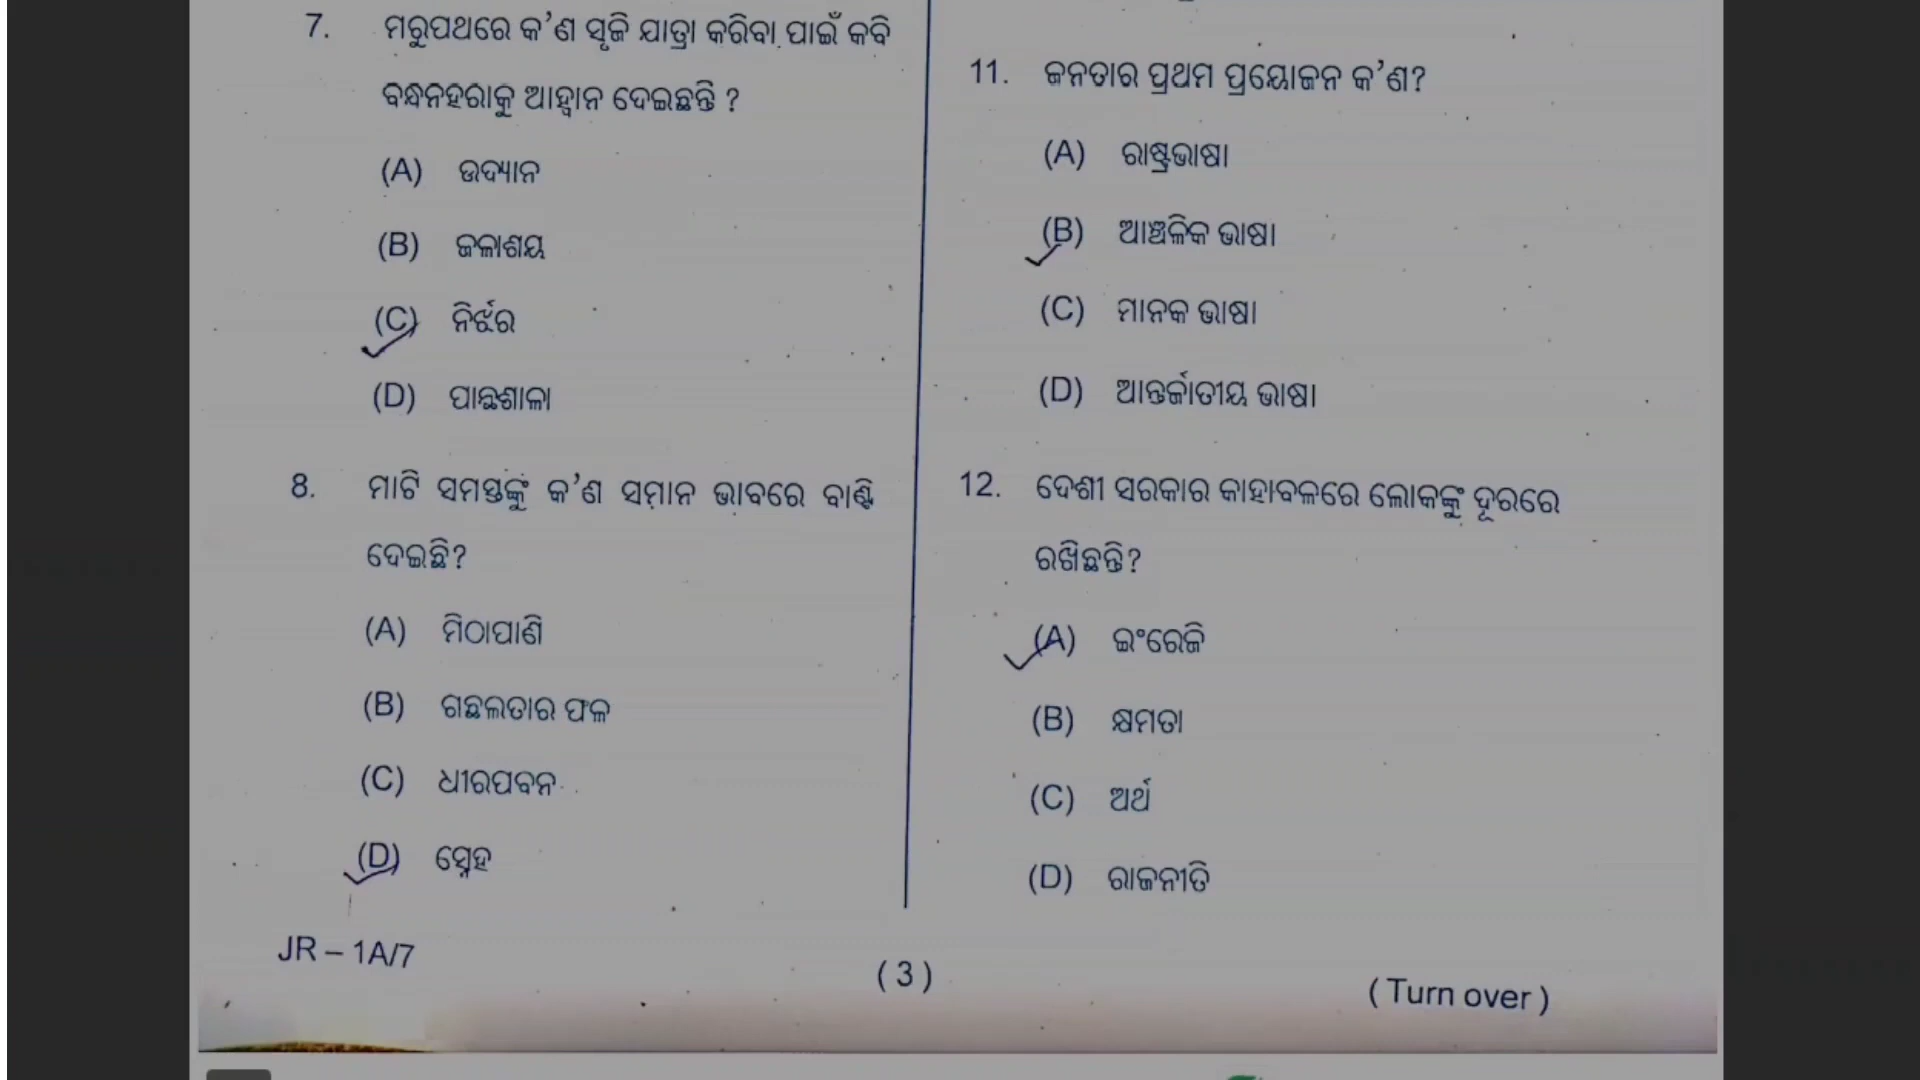 7. ମରୁପଥରେ କ’ଣ ସୃଜି ଯାତ୍ରା କରିବା ପାଇଁ କବି
ବନ୍ଧନହରାକୁ ଆହ୍ୱାନ ଦେଇଛନ୍ତି ?
(A) ଉଦ୍ୟାନ
(B) ଜଳାଶୟ
(C) ନିର୍ଝର
(D) ପାନ୍ଥଶାଳା
8. ମାଟି ସମସ୍ତଙ୍କୁ କ’ଣ ସମାନ ଭାବରେ ବାଣ୍ଟି
ଦେଇଛି?
(A) ମିଠାପାଣି
(B) ଗଛଲତାର ଫଳ
(C) ଧୀରପବନ
(D) ସ୍ନେହ
JR – 1A/7
11. ଜନତାର ପ୍ରଥମ ପ୍ରୟୋଜନ କ’ଣ?
(A) ରାଷ୍ଟ୍ରଭାଷା
(B) ଆଞ୍ଚଳିକ ଭାଷା
(C) ମାନକ ଭାଷା
(D) ଆନ୍ତର୍ଜାତୀୟ ଭାଷା
12. ଦେଶୀ ସରକାର କାହାବଳରେ ଲୋକଙ୍କୁ ଦୂରରେ
ରଖିଛନ୍ତି?
(A) ଇଂରେଜି
(B) କ୍ଷମତା
(C) ଅର୍ଥ
(D) ରାଜନୀତି
( 3 )
( Turn over )